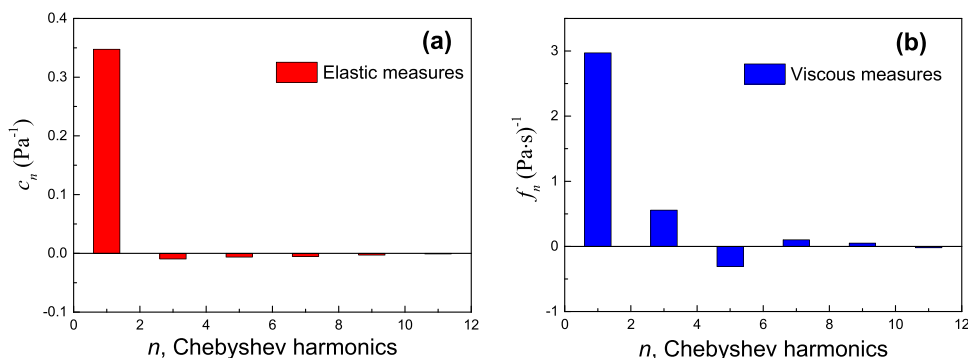 (a)
Elastic measures
0.4
0.3
0.2
0.1
0.0
-0.1
cₙ (Pa⁻¹)
0 2 4 6 8 10 12
n, Chebyshev harmonics
(b)
Viscous measures
3
2
1
0
-1
fₙ (Pa·s)⁻¹
0 2 4 6 8 10 12
n, Chebyshev harmonics